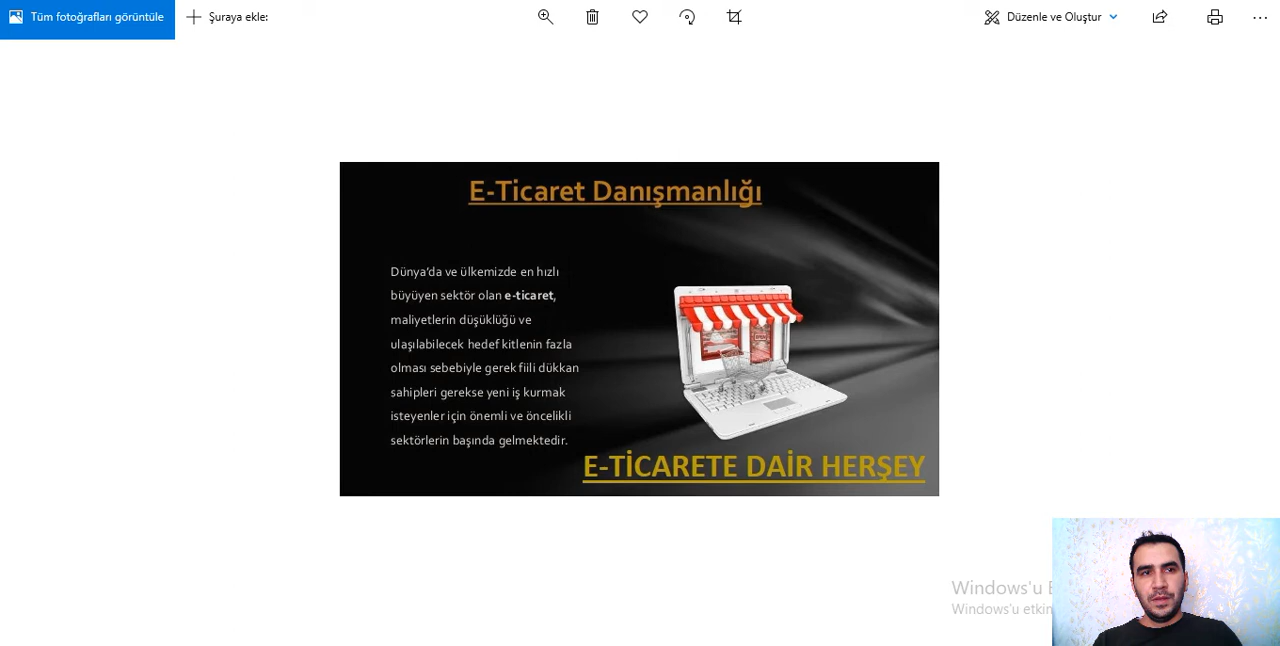 Tüm fotoğrafları görüntüle
Şuraya ekle:
Düzenle ve Oluştur
E-Ticaret Danışmanlığı
Dünya’da ve ülkemizde en hızlı
büyüyen sektör olan e-ticaret,
maliyetlerin düşüklüğü ve
ulaşılabilecek hedef kitlenin fazla
olması sebebiyle gerek fiili dükkan
sahipleri gerekse yeni iş kurmak
isteyenler için önemli ve öncelikli
sektörlerin başında gelmektedir.
E-TİCARETE DAİR HERŞEY
Windows'u
Windows'u